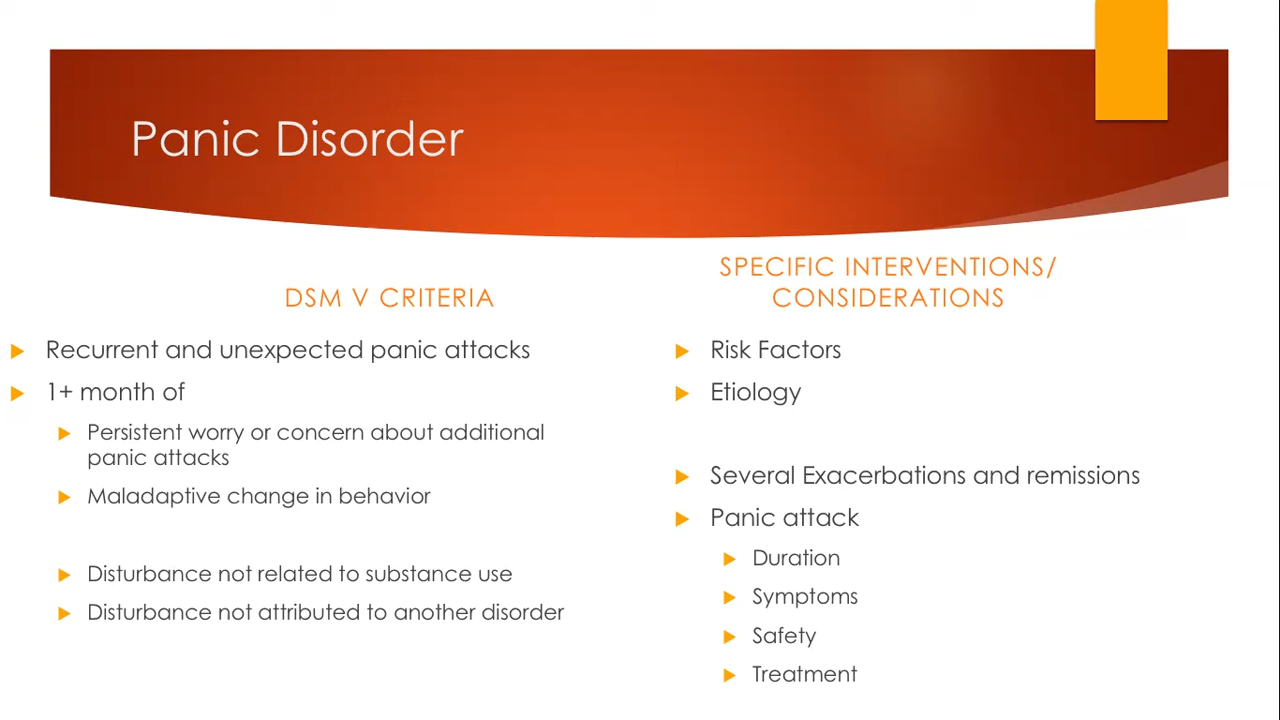 Panic Disorder
DSM V CRITERIA
Recurrent and unexpected panic attacks
1+ month of
Persistent worry or concern about additional
panic attacks
Maladaptive change in behavior
Disturbance not related to substance use
Disturbance not attributed to another disorder
SPECIFIC INTERVENTIONS/
CONSIDERATIONS
Risk Factors
Etiology
Several Exacerbations and remissions
Panic attack
Duration
Symptoms
Safety
Treatment